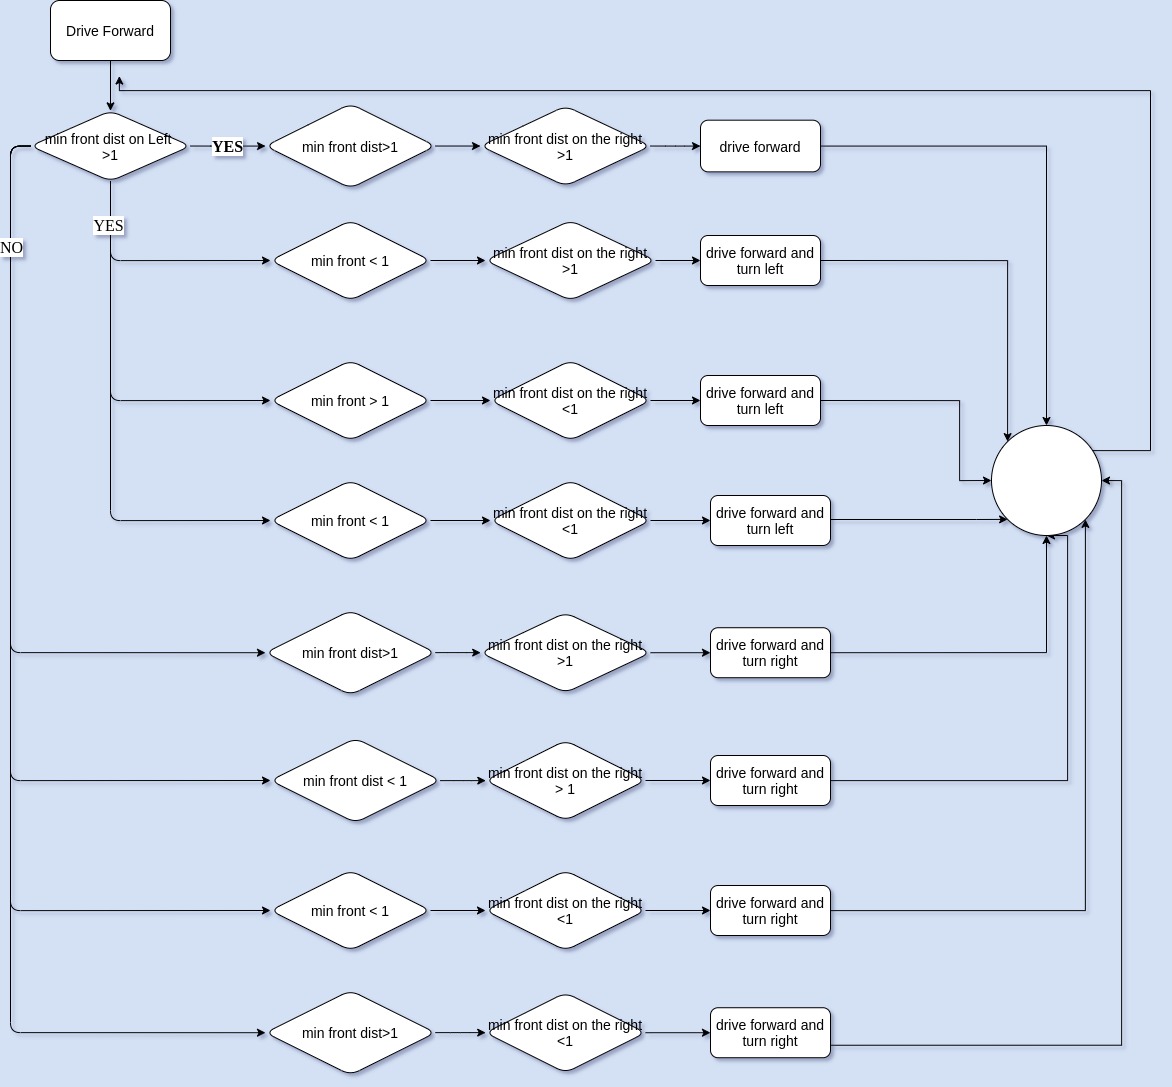 Drive Forward
min front dist on Left
>1
YES
min front dist>1
min front dist on the right
>1
drive forward
YES
NO
min front < 1
min front dist on the right
>1
drive forward and
turn left
min front > 1
min front dist on the right
<1
drive forward and
turn left
min front < 1
min front dist on the right
<1
drive forward and
turn left
min front dist>1
min front dist on the right
>1
drive forward and
turn right
min front dist < 1
min front dist on the right
> 1
drive forward and
turn right
min front < 1
min front dist on the right
<1
drive forward and
turn right
min front dist>1
min front dist on the right
<1
drive forward and
turn right